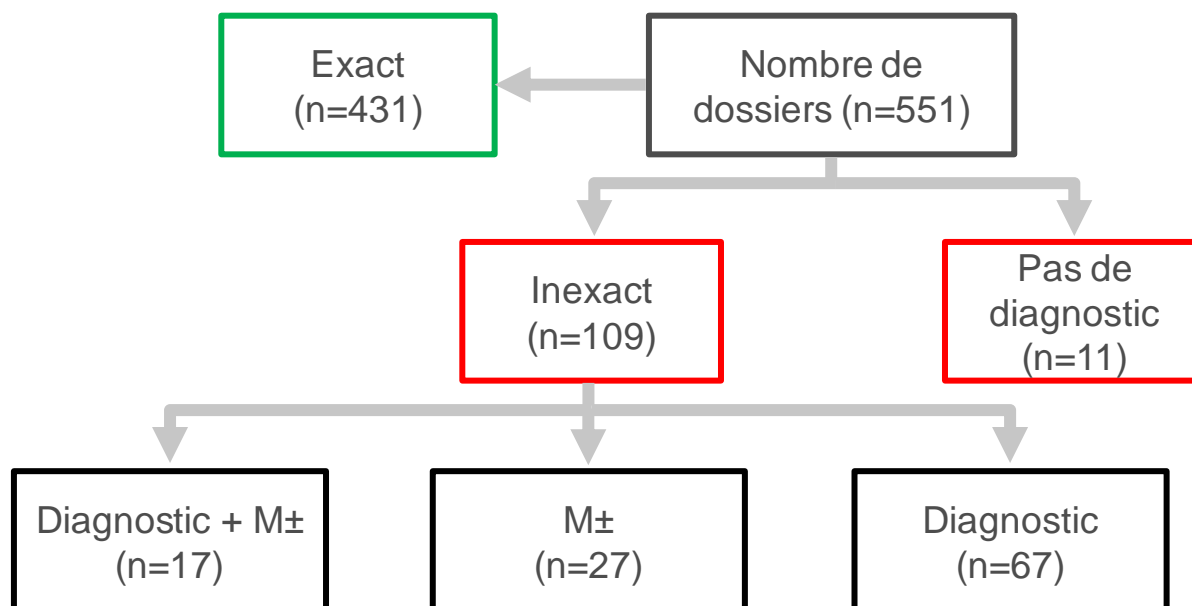 Exact
(n=431)
Nombre de
dossiers (n=551)
Inexact
(n=109)
Pas de
diagnostic
(n=11)
Diagnostic + M±
(n=17)
M±
(n=27)
Diagnostic
(n=67)